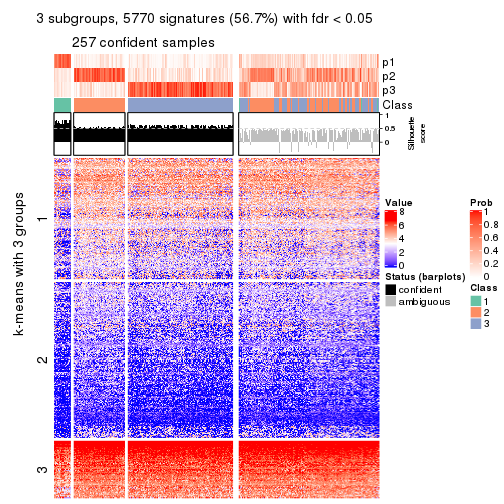 3 subgroups, 5770 signatures (56.7%) with fdr < 0.05
257 confident samples
p1
p2
p3
Class
1
0.5
0
Silhouette
score
k-means with 3 groups
1
2
3
Value
8
6
4
2
0
Status (barplots)
confident
ambiguous
Prob
1
0.8
0.6
0.4
0.2
0
Class
1
2
3